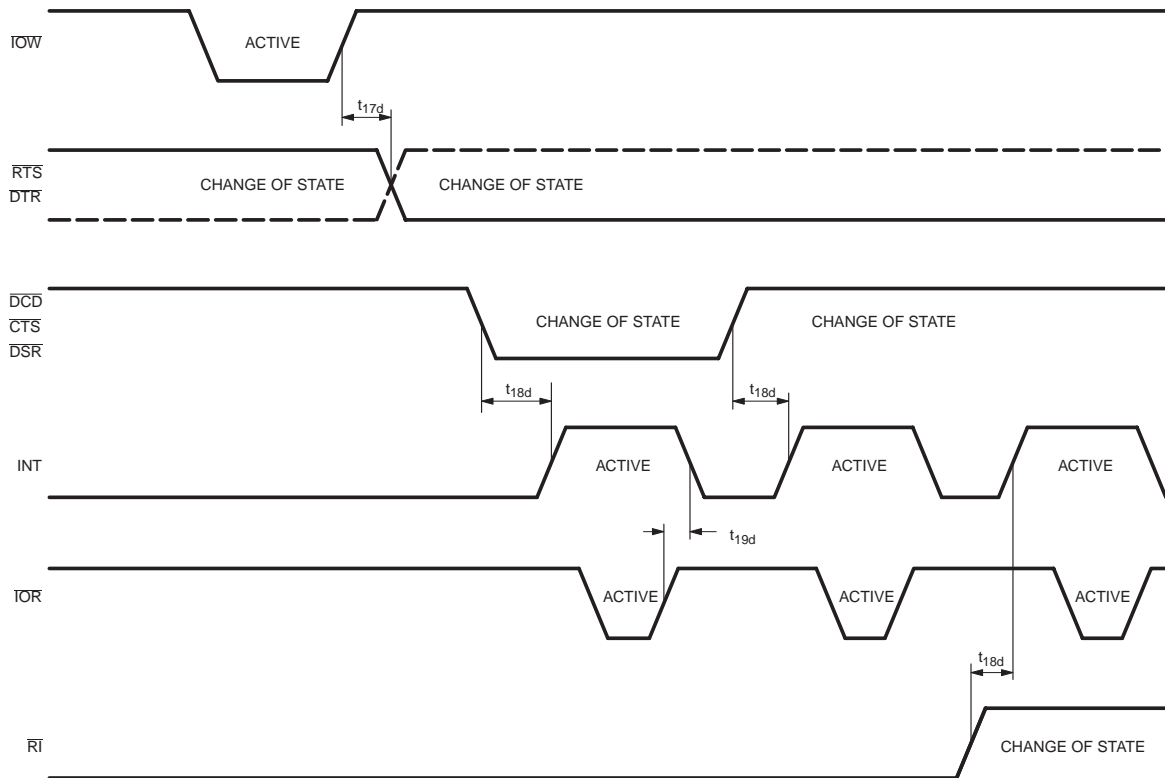 IOW
ACTIVE
t17d
RTS
DTR
CHANGE OF STATE
CHANGE OF STATE
DCD
CTS
DSR
CHANGE OF STATE
CHANGE OF STATE
t18d
t18d
INT
ACTIVE
ACTIVE
ACTIVE
t19d
IOR
ACTIVE
ACTIVE
ACTIVE
t18d
RI
CHANGE OF STATE